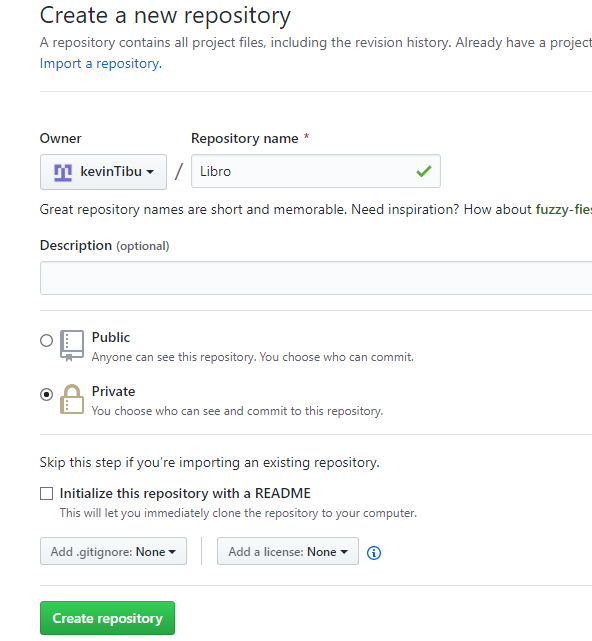 Create a new repository
A repository contains all project files, including the revision history. Already have a project
Import a repository.
Owner Repository name *
kevinTibu / Libro
Great repository names are short and memorable. Need inspiration? How about fuzzy-fies
Description (optional)
Public
Anyone can see this repository. You choose who can commit.
Private
You choose who can see and commit to this repository.
Skip this step if you're importing an existing repository.
Initialize this repository with a README
This will let you immediately clone the repository to your computer.
Add .gitignore: None Add a license: None
Create repository